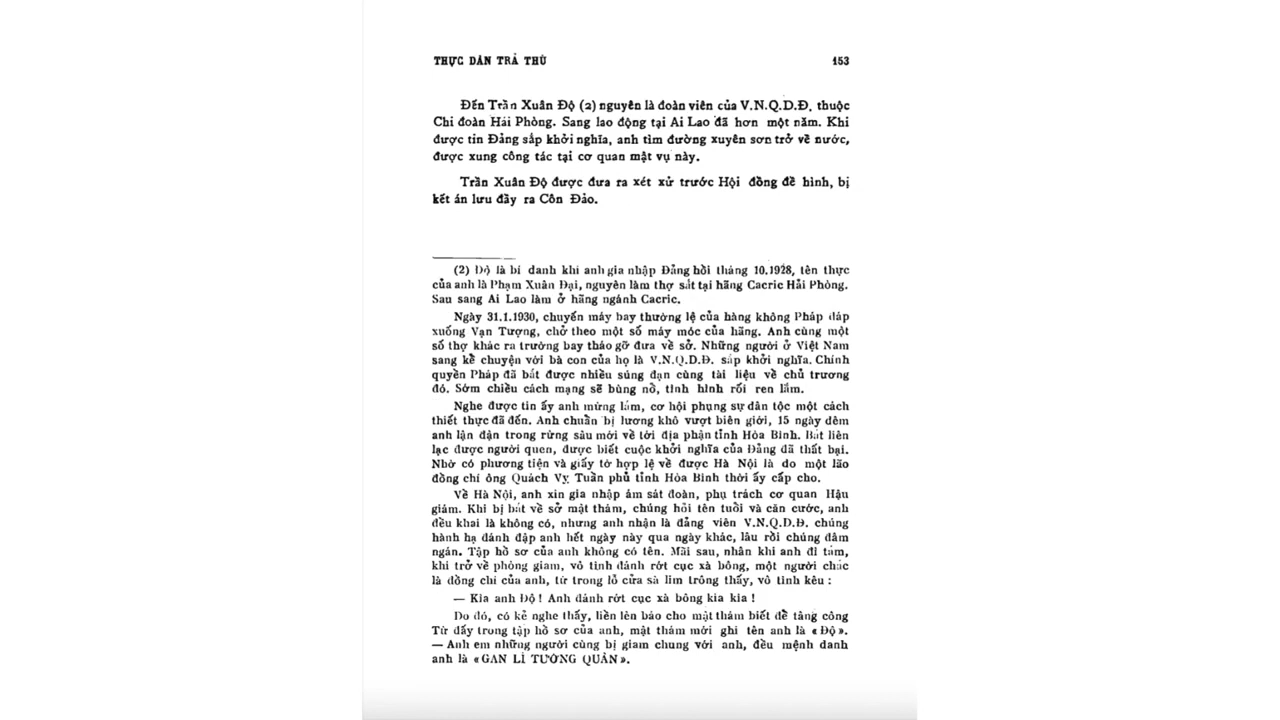 THỰC DÂN TRẢ THÙ 153
Đến Trần Xuân Độ (2) nguyên là đoàn viên của V.N.Q.D.Đ. thuộc
Chi đoàn Hải Phòng. Sang lao động tại Ai Lao đã hơn một năm. Khi
được tin Đảng sắp khởi nghĩa, anh tìm đường xuyên sơn trở về nước,
được xung công tác tại cơ quan mật vụ này.
Trần Xuân Độ được đưa ra xét xử trước Hội đồng đề hình, bị
kết án lưu đầy ra Côn Đảo.
(2) Độ là bí danh khi anh gia nhập Đảng hồi tháng 10.1928, tên thực
của anh là Phạm Xuân Đại, nguyên làm thợ sắt tại hãng Cacric Hải Phòng.
Sau sang Ai Lao làm ở hãng ngánh Cacric.
Ngày 31.1.1930, chuyến máy bay thường lệ của hàng không Pháp đáp
xuống Vạn Tượng, chở theo một số máy móc của hãng. Anh cùng một
số thợ khác ra trường bay tháo gỡ đưa về sở. Những người ở Việt Nam
sang kể chuyện với bà con của họ là V.N.Q.D.Đ. sắp khởi nghĩa. Chính
quyền Pháp đã bắt được nhiều súng đạn cùng tài liệu về chủ trương
đó. Sớm chiều cách mạng sẽ bùng nổ, tình hình rối ren lắm.
Nghe được tin ấy anh mừng lắm, cơ hội phụng sự dân tộc một cách
thiết thực đã đến. Anh chuẩn bị lương khô vượt biên giới, 15 ngày đêm
anh lận đận trong rừng sâu mới về tới địa phận tỉnh Hòa Bình. Bắt liên
lạc được người quen, được biết cuộc khởi nghĩa của Đảng đã thất bại.
Nhờ có phương tiện và giấy tờ hợp lệ về được Hà Nội là do một lão
đồng chí ông Quách Vỵ Tuần phủ tỉnh Hòa Bình thời ấy cấp cho.
Về Hà Nội, anh xin gia nhập ám sát đoàn, phụ trách cơ quan Hậu
giám. Khi bị bắt về sở mật thám, chúng hỏi tên tuổi và căn cước, anh
đều khai là không có, nhưng anh nhận là đảng viên V.N.Q.D.Đ. chúng
hành hạ đánh đập anh hết ngày này qua ngày khác, lâu rồi chúng đâm
ngán. Tập hồ sơ của anh không có tên. Mãi sau, nhân khi anh đi tắm,
khi trở về phòng giam, vô tình đánh rớt cục xà bông, một người chắc
là đồng chí của anh, từ trong lỗ cửa sà lim trông thấy, vô tình kêu :
— Kìa anh Độ ! Anh đánh rớt cục xà bông kia kìa !
Do đó, có kẻ nghe thấy, liền lên báo cho mật thám biết để tâng công
Từ đấy trong tập hồ sơ của anh, mật thám mới ghi tên anh là «Độ».
— Anh em những người cùng bị giam chung với anh, đều mệnh danh
anh là «GAN LÌ TƯỚNG QUÂN».